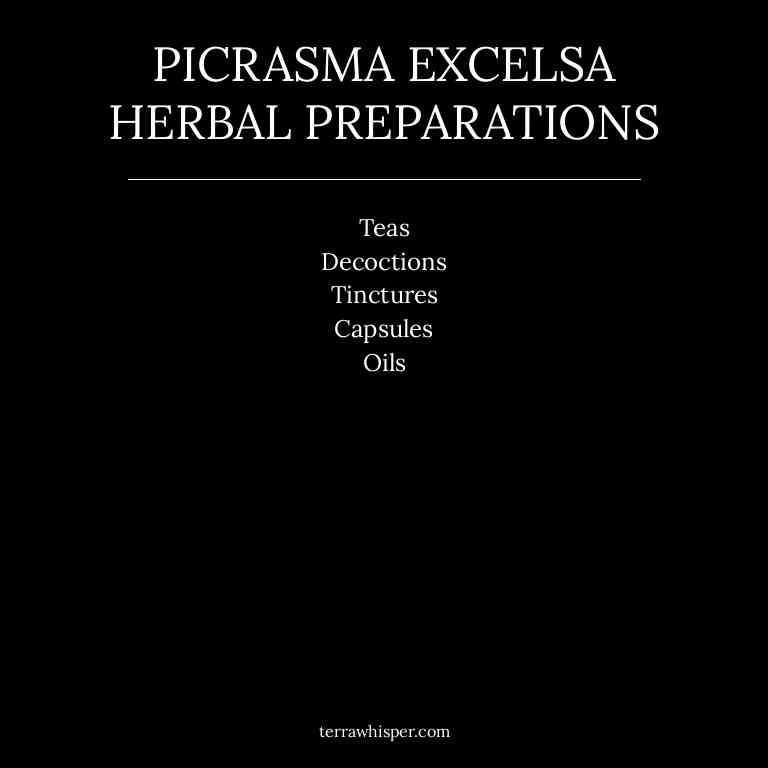 PICRASMA EXCELSA
HERBAL PREPARATIONS
Teas
Decoctions
Tinctures
Capsules
Oils
terrawhisper.com